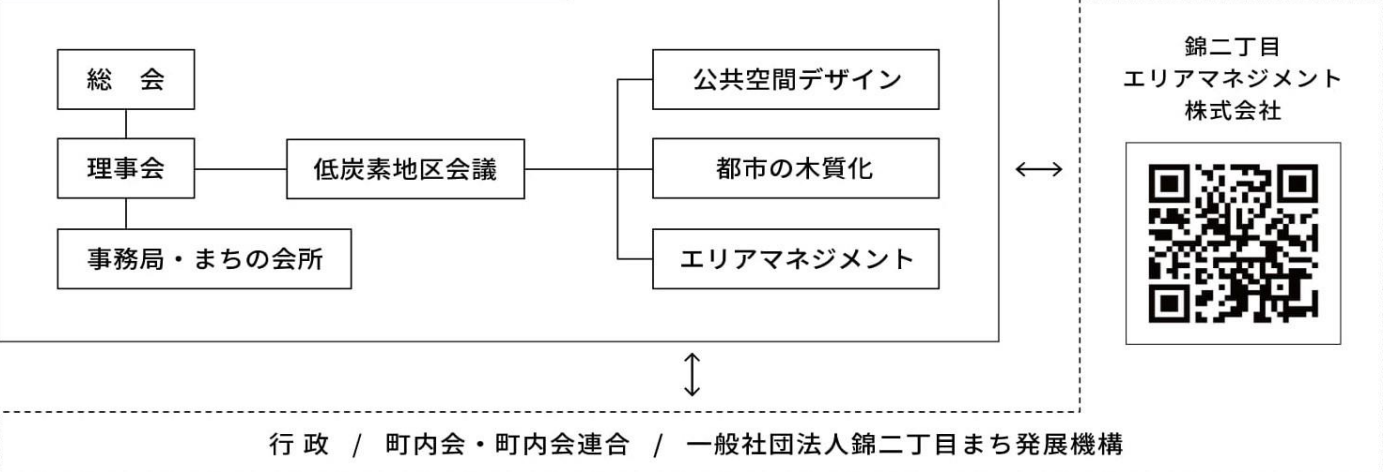 総　会
理事会
事務局・まちの会所
低炭素地区会議
公共空間デザイン
都市の木質化
エリアマネジメント
錦二丁目
エリアマネジメント
株式会社
行 政　/　町内会・町内会連合　/　一般社団法人錦二丁目まち発展機構